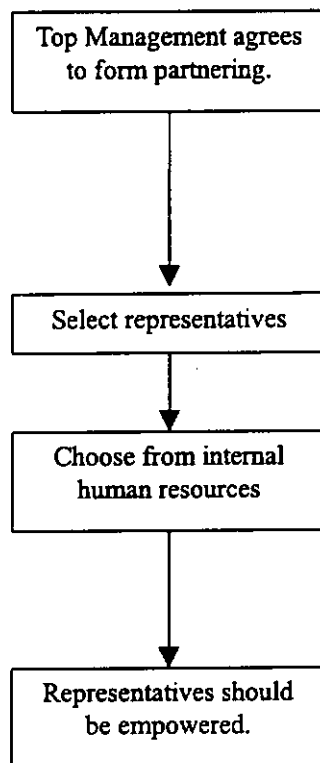 Top Management agrees
to form partnering.
Select representatives
Choose from internal
human resources
Representatives should
be empowered.